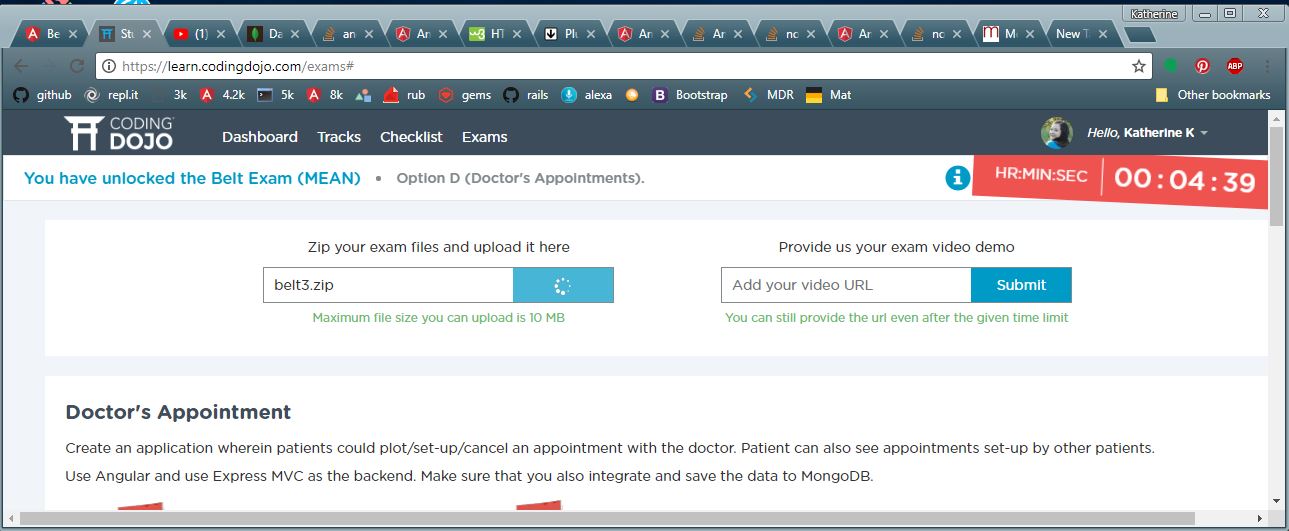 Katherine
Be
Stu
(1)
Da
an
An
HT
Plu
An
An
no
An
no
Me
New T
https://learn.codingdojo.com/exams#
ABP
github
repl.it
3k
4.2k
5k
8k
rub
gems
rails
alexa
B
Bootstrap
MDR
Mat
Other bookmarks
CODING
DOJO
Dashboard
Tracks
Checklist
Exams
Hello, Katherine K
You have unlocked the Belt Exam (MEAN) • Option D (Doctor's Appointments).
HR:MIN:SEC 00 : 04 : 39
Zip your exam files and upload it here
belt3.zip
Maximum file size you can upload is 10 MB
Provide us your exam video demo
Add your video URL
Submit
You can still provide the url even after the given time limit
Doctor's Appointment
Create an application wherein patients could plot/set-up/cancel an appointment with the doctor. Patient can also see appointments set-up by other patients.
Use Angular and use Express MVC as the backend. Make sure that you also integrate and save the data to MongoDB.